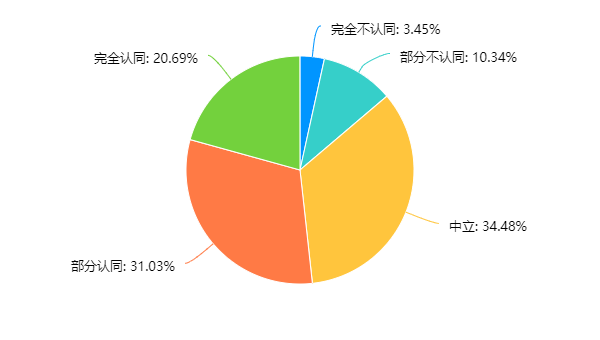 完全不认同: 3.45%
完全认同: 20.69%
部分不认同: 10.34%
中立: 34.48%
部分认同: 31.03%